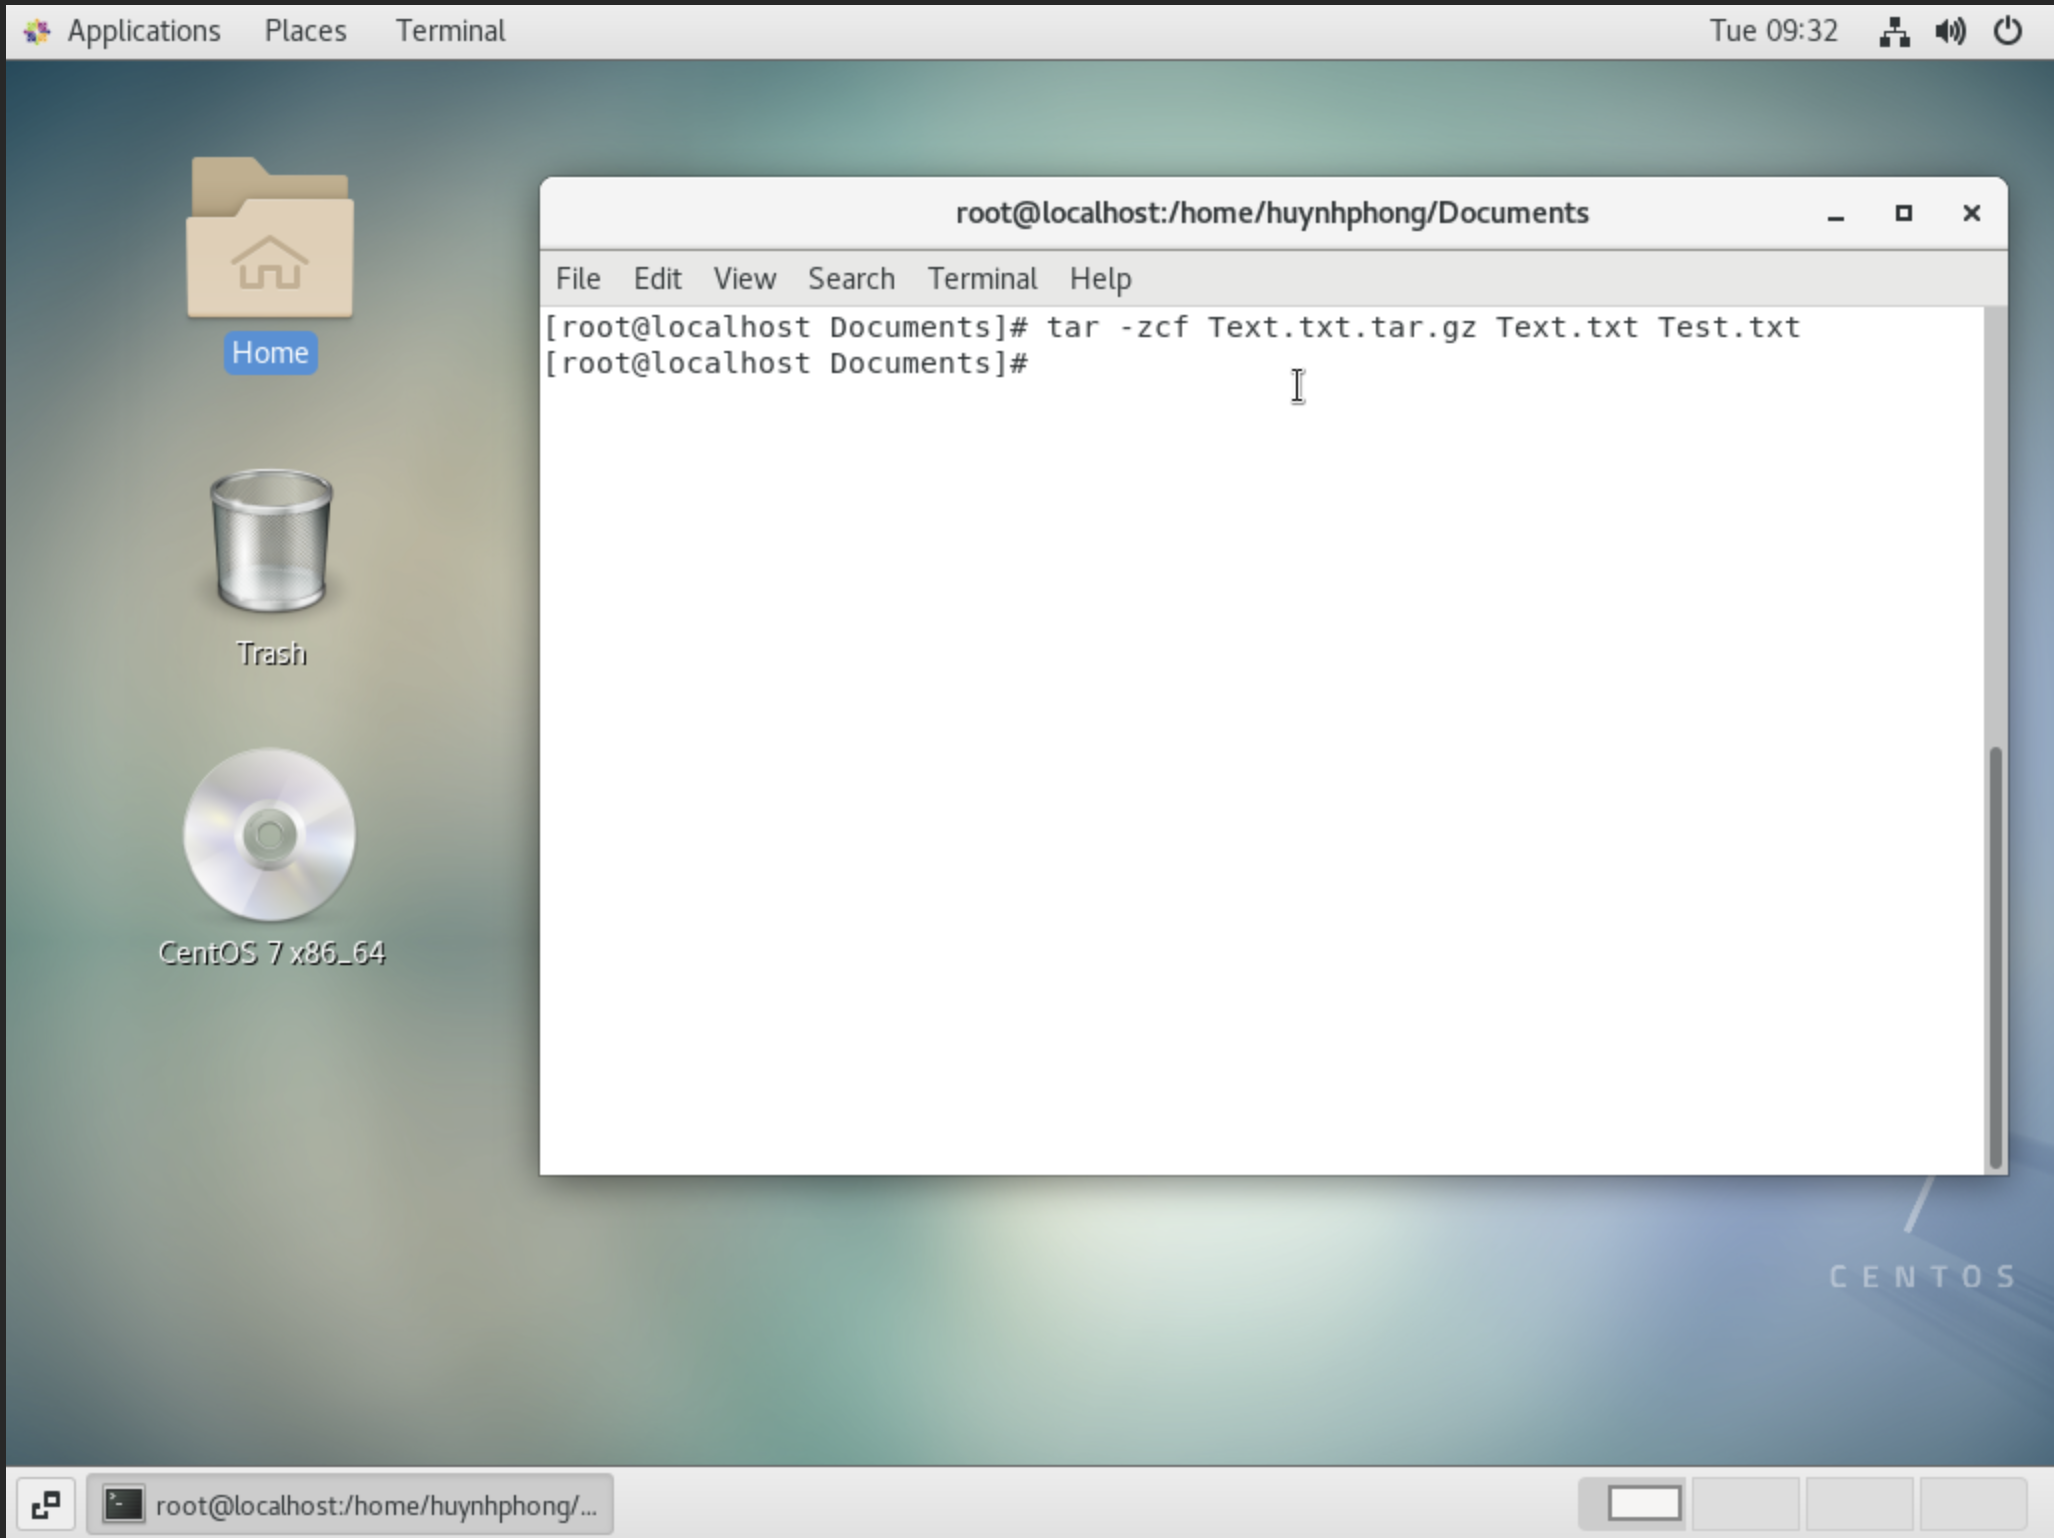 Applications Places Terminal Tue 09:32
Home
Trash
CentOS 7 x86_64
root@localhost:/home/huynhphong/Documents
File Edit View Search Terminal Help
[root@localhost Documents]# tar -zcf Text.txt.tar.gz Text.txt Test.txt
[root@localhost Documents]#
CENTOS
root@localhost:/home/huynhphong/...